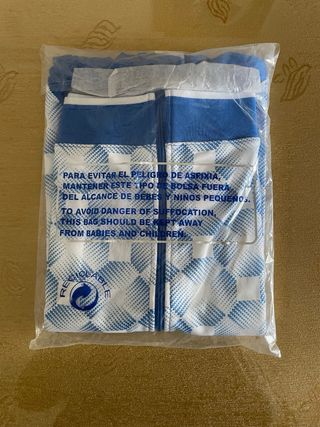 PARA EVITAR EL PELIGRO DE ASFIXIA,
MANTENER ESTE TIPO DE BOLSA FUERA
DEL ALCANCE DE BEBES Y NIÑOS PEQUEÑOS.
TO AVOID DANGER OF SUFFOCATION,
THIS BAG SHOULD BE KEPT AWAY
FROM BABIES AND CHILDREN.
RECICLABLE